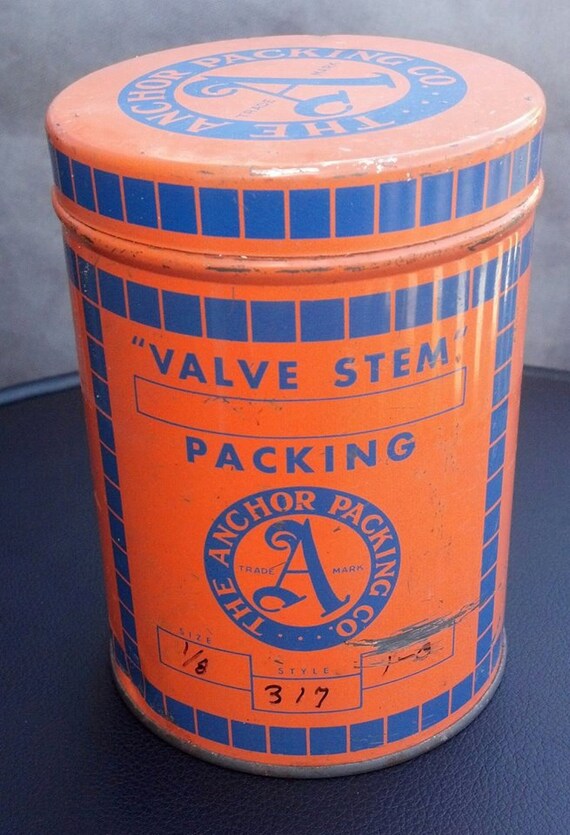 THE ANCHOR PACKING CO.
A
TRADE MARK
"VALVE STEM"
PACKING
THE ANCHOR PACKING CO.
TRADE A MARK
SIZE
1/8
STYLE
317